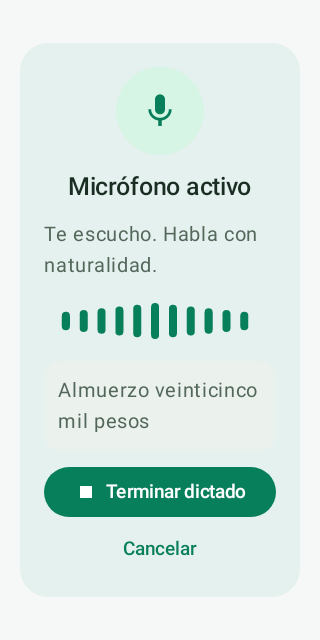 Micrófono activo
Te escucho. Habla con
naturalidad.
Almuerzo veinticinco
mil pesos
Terminar dictado
Cancelar